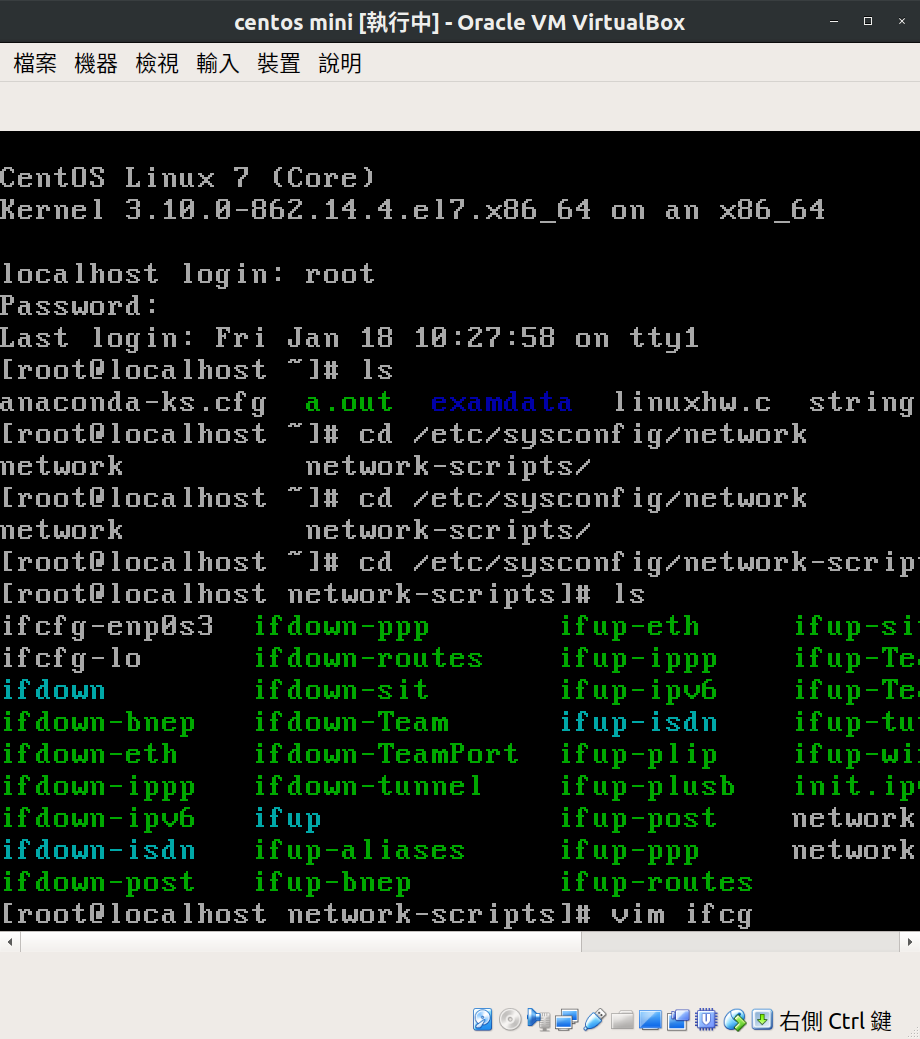 centos mini [執行中] - Oracle VM VirtualBox
檔案 機器 檢視 輸入 裝置 說明
CentOS Linux 7 (Core)
Kernel 3.10.0-862.14.4.el7.x86_64 on an x86_64
localhost login: root
Password:
Last login: Fri Jan 18 10:27:58 on tty1
[root@localhost ~]# ls
anaconda-ks.cfg a.out examdata linuxhw.c string
[root@localhost ~]# cd /etc/sysconfig/network
network network-scripts/
[root@localhost ~]# cd /etc/sysconfig/network
network network-scripts/
[root@localhost ~]# cd /etc/sysconfig/network-scrip
[root@localhost network-scripts]# ls
ifcfg-enp0s3 ifdown-ppp ifup-eth ifup-si
ifcfg-lo ifdown-routes ifup-ippp ifup-Te
ifdown ifdown-sit ifup-ipv6 ifup-Te
ifdown-bnep ifdown-Team ifup-isdn ifup-tu
ifdown-eth ifdown-TeamPort ifup-plip ifup-wi
ifdown-ippp ifdown-tunnel ifup-plusb init.ip
ifdown-ipv6 ifup ifup-post network
ifdown-isdn ifup-aliases ifup-ppp network
ifdown-post ifup-bnep ifup-routes
[root@localhost network-scripts]# vim ifcg
右側 Ctrl 鍵